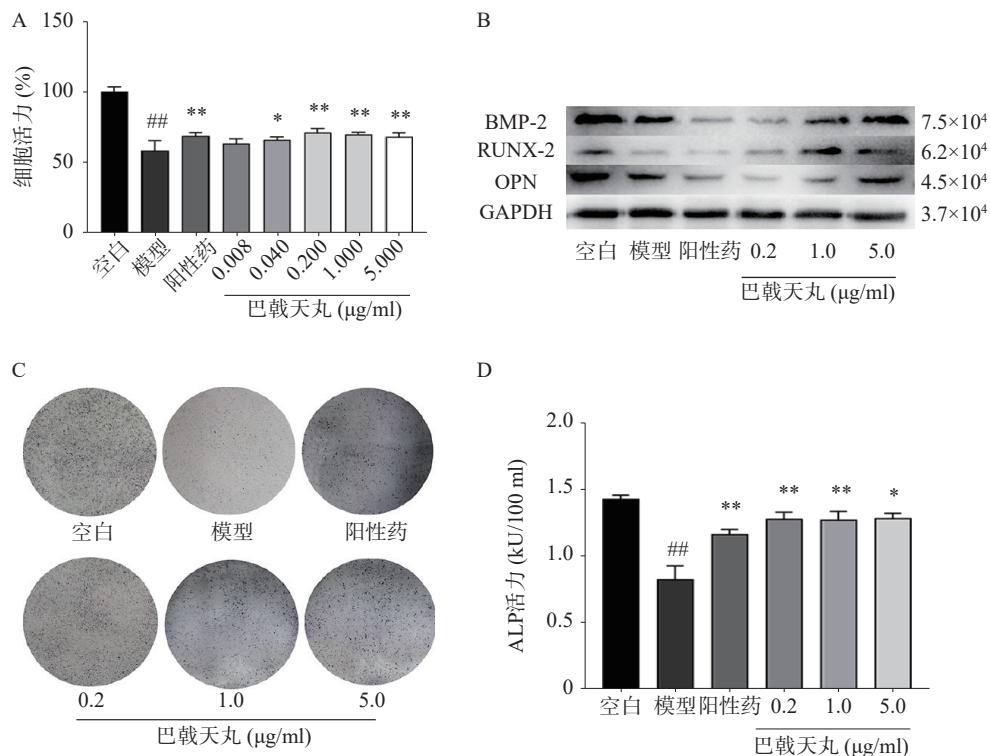 A
150
100
50
0
细胞活力 (%)
##
**
*
**
**
**
空白
模型
阳性药
0.008
0.040
0.200
1.000
5.000
巴戟天丸 (μg/ml)
B
BMP-2
7.5×10⁴
RUNX-2
6.2×10⁴
OPN
4.5×10⁴
GAPDH
3.7×10⁴
空白 模型 阳性药 0.2 1.0 5.0
巴戟天丸 (μg/ml)
C
空白 模型 阳性药
0.2 1.0 5.0
巴戟天丸 (μg/ml)
D
2.0
1.5
1.0
0.5
0
ALP活力 (kU/100 ml)
##
**
**
**
*
空白 模型 阳性药 0.2 1.0 5.0
巴戟天丸 (μg/ml)